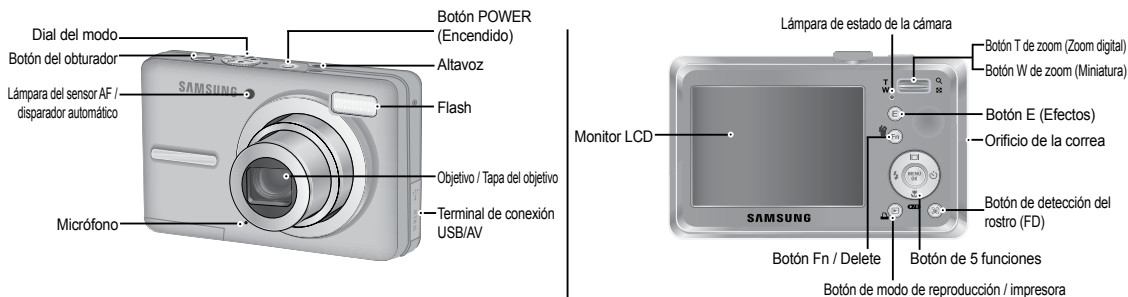 Dial del modo
Botón del obturador
Lámpara del sensor AF /
disparador automático
Micrófono
Botón POWER
(Encendido)
Altavoz
Flash
Objetivo / Tapa del objetivo
Terminal de conexión
USB/AV
SAMSUNG
Lámpara de estado de la cámara
Botón T de zoom (Zoom digital)
Botón W de zoom (Miniatura)
Botón E (Efectos)
Orificio de la correa
Monitor LCD
T
W
E
Fn
MENU
OK
SAMSUNG
Botón de detección del
rostro (FD)
Botón Fn / Delete
Botón de 5 funciones
Botón de modo de reproducción / impresora